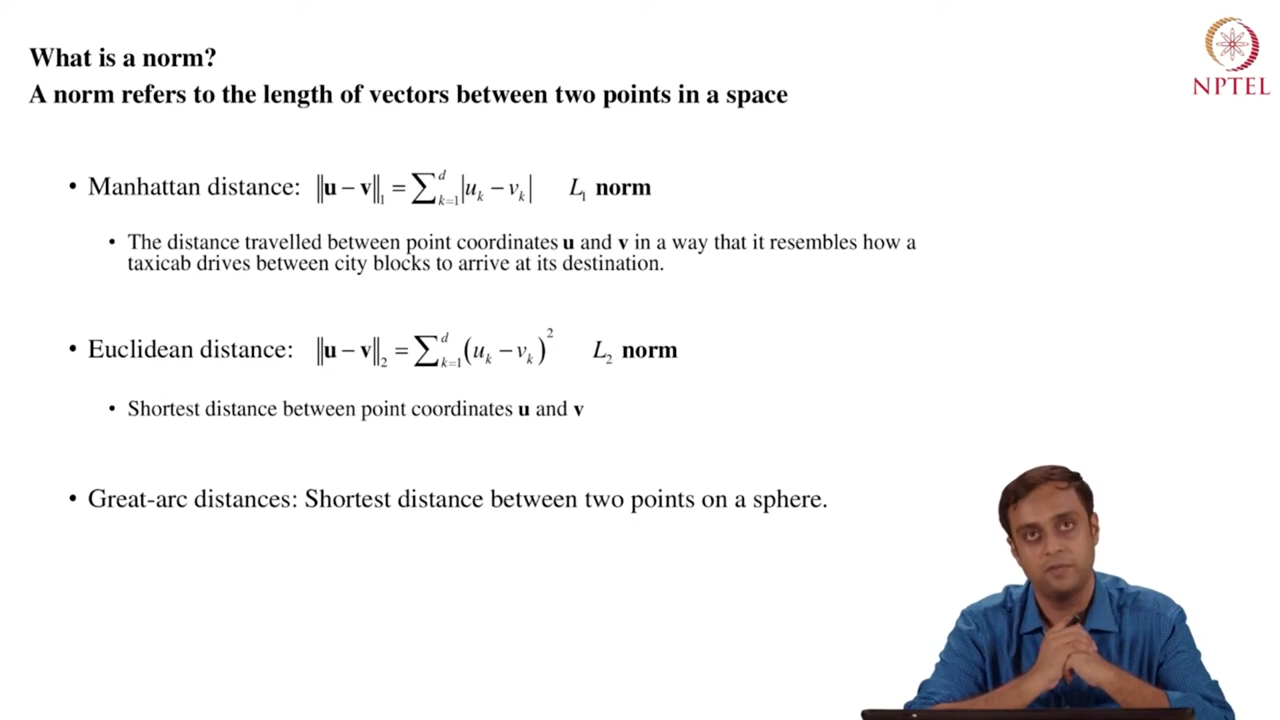 What is a norm?
A norm refers to the length of vectors between two points in a space
NPTEL
• Manhattan distance: ‖u − v‖₁ = ∑ᵈₖ₌₁ |uₖ − vₖ| L₁ norm
• The distance travelled between point coordinates u and v in a way that it resembles how a
taxicab drives between city blocks to arrive at its destination.
• Euclidean distance: ‖u − v‖₂ = ∑ᵈₖ₌₁ (uₖ − vₖ)² L₂ norm
• Shortest distance between point coordinates u and v
• Great-arc distances: Shortest distance between two points on a sphere.